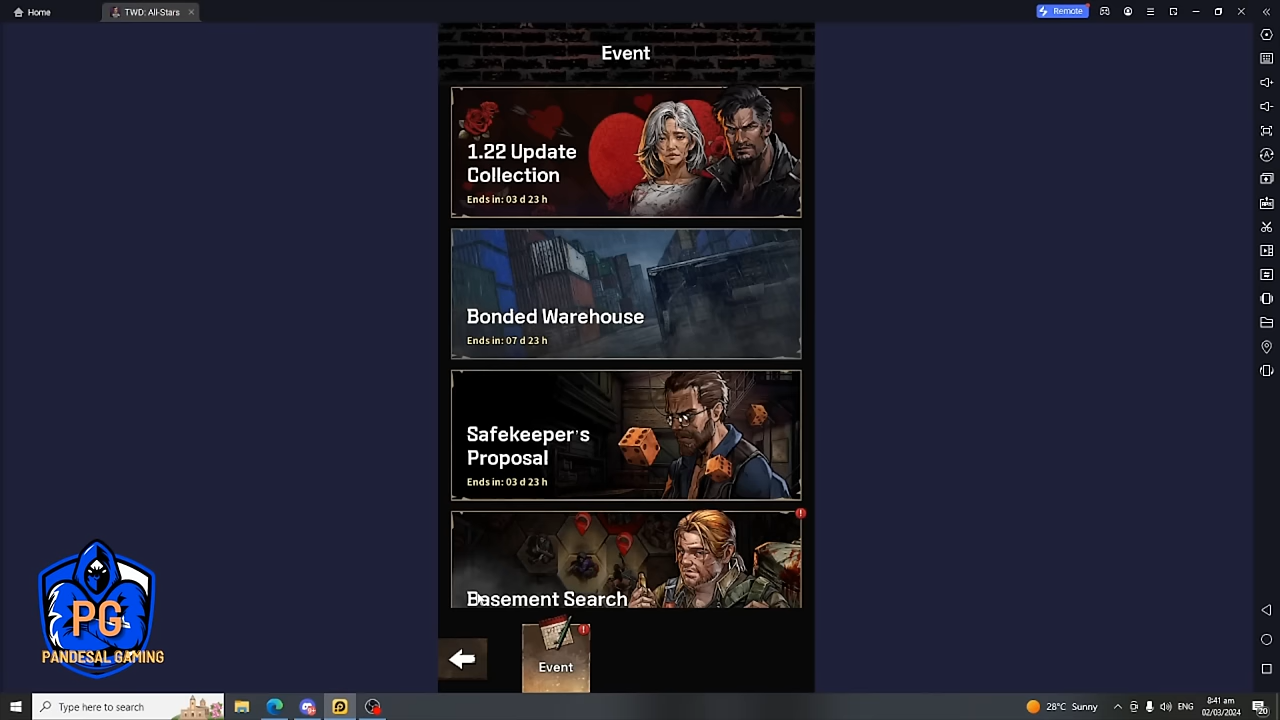 Home
TWD: All-Stars
Remote
Event
1.22 Update
Collection
Ends in: 03 d 23 h
Bonded Warehouse
Ends in: 07 d 23 h
Safekeeper's
Proposal
Ends in: 03 d 23 h
Basement Search
Event
PG
PANDESAL GAMING
Type here to search
28°C Sunny
ENG
8:41 am
02/03/2024
20